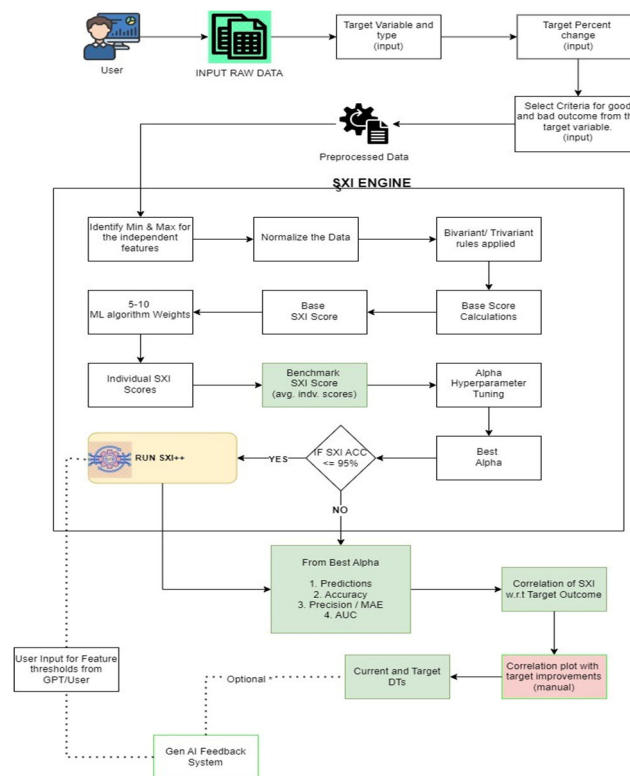 User
INPUT RAW DATA
Target Variable and
type
(input)
Target Percent
change
(input)
Select Criteria for good
and bad outcome from th
target variable.
(input)
Preprocessed Data
SXI ENGINE
Identify Min & Max for
the independent
features
Normalize the Data
Bivariant/ Trivariant
rules applied
5-10
ML algorithm Weights
Base
SXI Score
Base Score
Calculations
Individual SXI
Scores
Benchmark
SXI Score
(avg. indv. scores)
Alpha
Hyperparameter
Tuning
RUN SXI++
YES
IF SXI ACC
<= 95%
Best
Alpha
NO
From Best Alpha
1. Predictions
2. Accuracy
3. Precision / MAE
4. AUC
Correlation of SXI
w.r.t Target Outcome
User Input for Feature
thresholds from
GPT/User
Optional
Current and Target
DTs
Correlation plot with
target improvements
(manual)
Gen AI Feedback
System